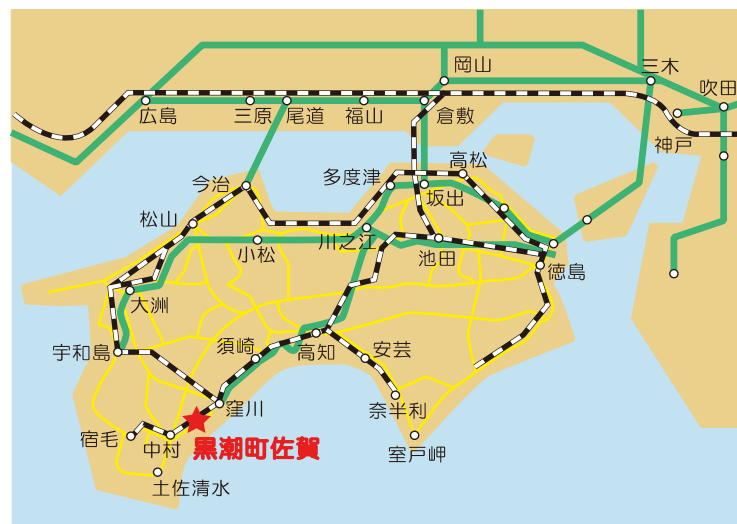 岡山
三木
吹田
広島
三原
尾道
福山
倉敷
神戸
高松
多度津
今治
坂出
松山
川之江
小松
池田
徳島
大洲
宇和島
須崎
高知
安芸
窪川
奈半利
宿毛
中村
黒潮町佐賀
室戸岬
土佐清水